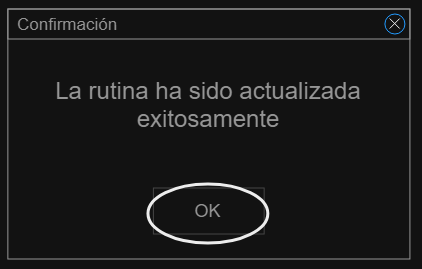 Confirmación
La rutina ha sido actualizada
exitosamente
OK